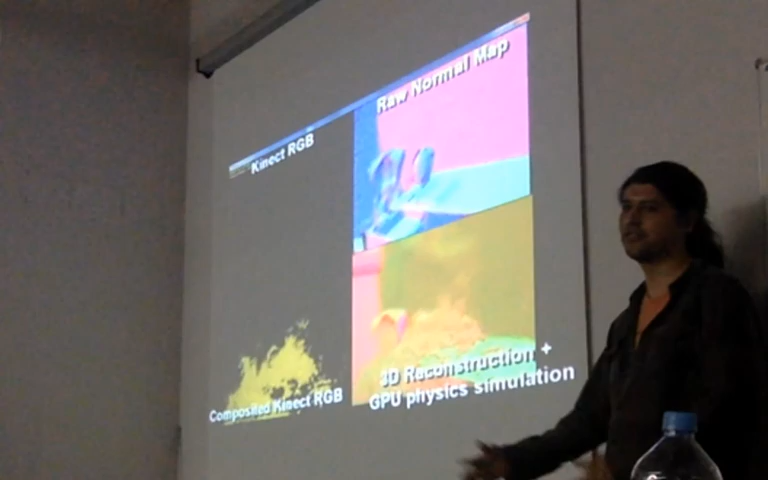 Kinect RGB
Raw Normal Map
Composited Kinect RGB
3D Reconstruction +
GPU physics simulation